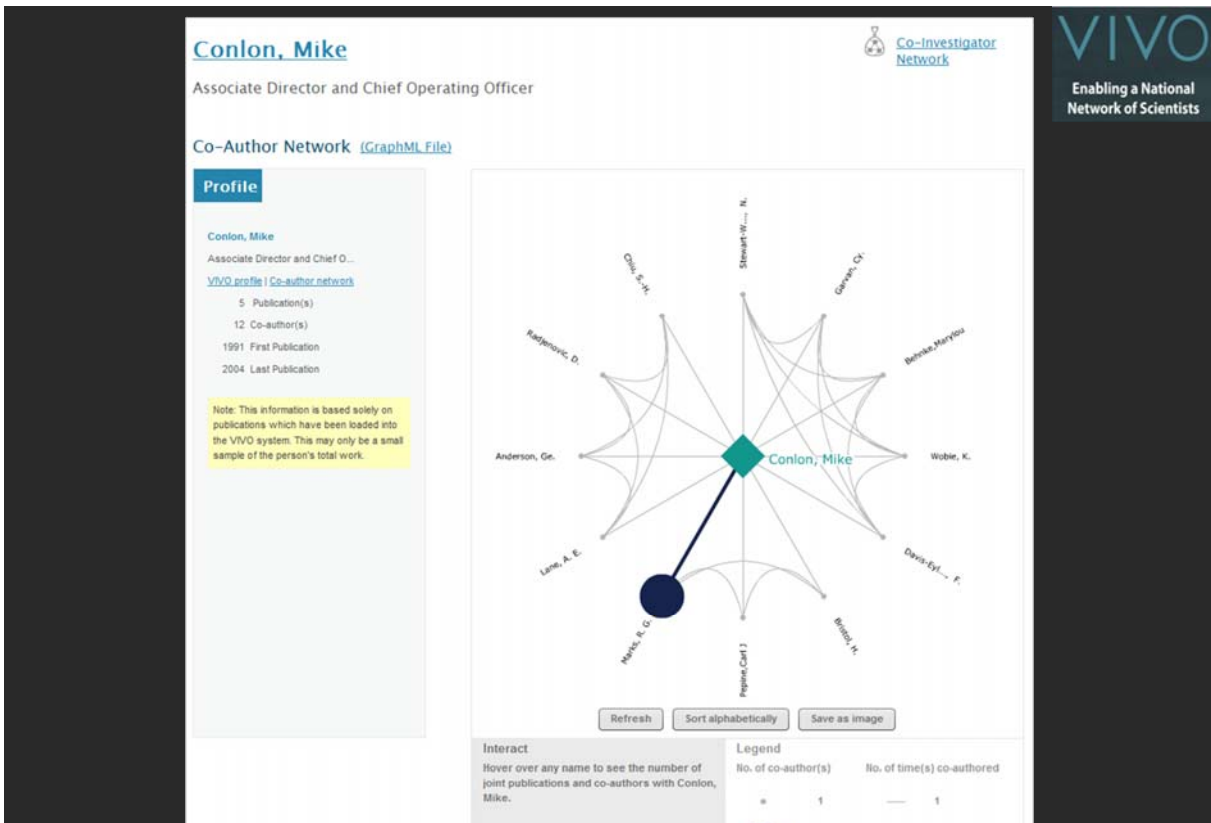 Conlon, Mike
Co-Investigator
Network
Associate Director and Chief Operating Officer
VIVO
Enabling a National
Network of Scientists
Co-Author Network (GraphML File)
Profile
Conlon, Mike
Associate Director and Chief O...
VIVO profile | Co-author network
5 Publication(s)
12 Co-author(s)
1991 First Publication
2004 Last Publication
Note: This information is based solely on
publications which have been loaded into
the VIVO system. This may only be a small
sample of the person's total work.
Stewart-W..., N.
Garvan, Cy.
Behnke,Marylou
Wobie, K.
Davis-Eyl..., F.
Bristol, H.
Pepine,Carl J
Marks, R. G.
Lane, A. E.
Anderson, Ge.
Radjenovic, D.
Chiu, S.-H.
Conlon, Mike
Refresh
Sort alphabetically
Save as image
Interact
Hover over any name to see the number of
joint publications and co-authors with Conlon,
Mike.
Legend
No. of co-author(s)
No. of time(s) co-authored
1
1